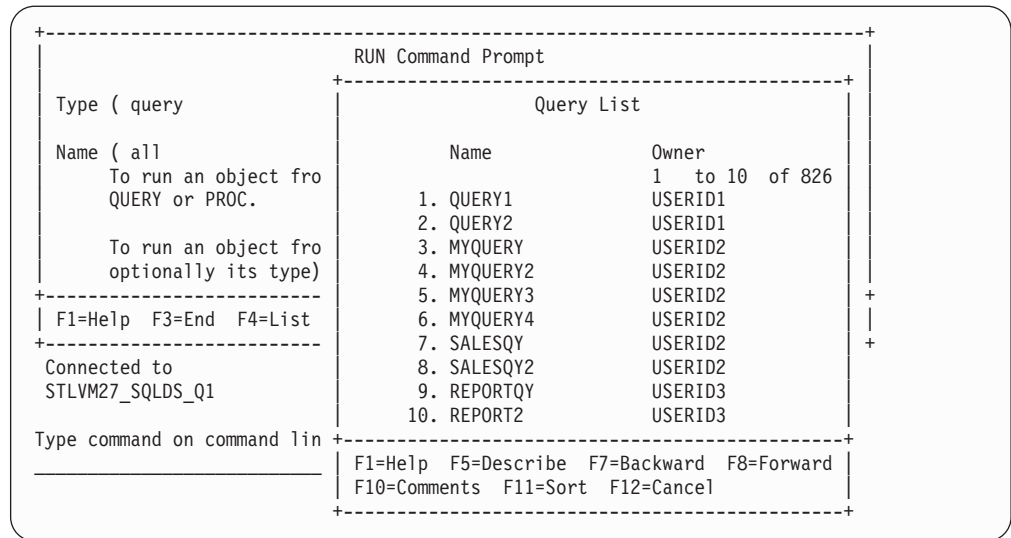 RUN Command Prompt
Type ( query
Query List
Name ( all
Name Owner
To run an object fro
1 to 10 of 826
QUERY or PROC.
1. QUERY1 USERID1
2. QUERY2 USERID1
To run an object fro
3. MYQUERY USERID2
optionally its type)
4. MYQUERY2 USERID2
5. MYQUERY3 USERID2
F1=Help F3=End F4=List
6. MYQUERY4 USERID2
7. SALESQY USERID2
Connected to
8. SALESQY2 USERID2
STLVM27_SQLDS_Q1
9. REPORTQY USERID3
10. REPORT2 USERID3
Type command on command lin
F1=Help F5=Describe F7=Backward F8=Forward
F10=Comments F11=Sort F12=Cancel